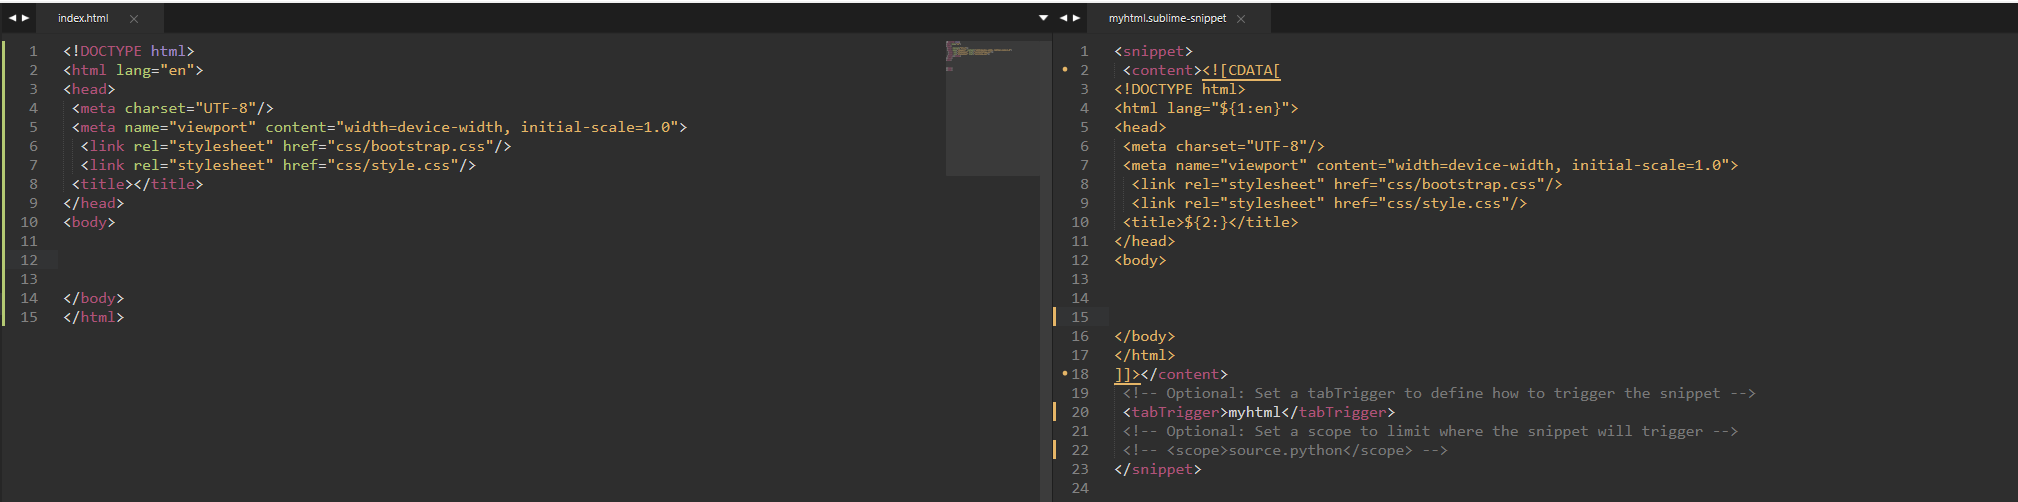 index.html
1 <!DOCTYPE html>
2 <html lang="en">
3 <head>
4 <meta charset="UTF-8"/>
5 <meta name="viewport" content="width=device-width, initial-scale=1.0">
6 <link rel="stylesheet" href="css/bootstrap.css"/>
7 <link rel="stylesheet" href="css/style.css"/>
8 <title></title>
9 </head>
10 <body>
11
12
13
14 </body>
15 </html>
myhtml.sublime-snippet
1 <snippet>
2 <content><![CDATA[
3 <!DOCTYPE html>
4 <html lang="${1:en}">
5 <head>
6 <meta charset="UTF-8"/>
7 <meta name="viewport" content="width=device-width, initial-scale=1.0">
8 <link rel="stylesheet" href="css/bootstrap.css"/>
9 <link rel="stylesheet" href="css/style.css"/>
10 <title>${2:}</title>
11 </head>
12 <body>
13
14
15
16 </body>
17 </html>
18 ]]></content>
19 <!-- Optional: Set a tabTrigger to define how to trigger the snippet -->
20 <tabTrigger>myhtml</tabTrigger>
21 <!-- Optional: Set a scope to limit where the snippet will trigger -->
22 <!-- <scope>source.python</scope> -->
23 </snippet>
24